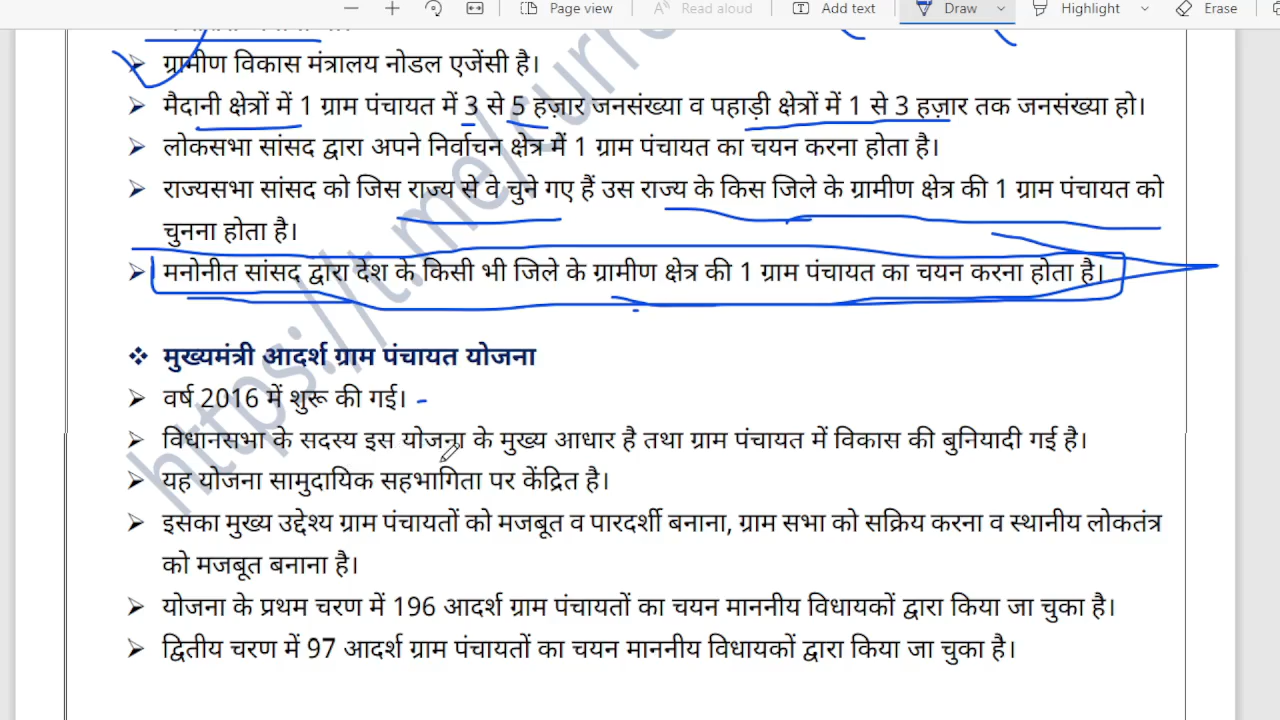 Page view
Read aloud
Add text
Draw
Highlight
Erase
ग्रामीण विकास मंत्रालय नोडल एजेंसी है।
मैदानी क्षेत्रों में 1 ग्राम पंचायत में 3 से 5 हज़ार जनसंख्या व पहाड़ी क्षेत्रों में 1 से 3 हज़ार तक जनसंख्या हो।
लोकसभा सांसद द्वारा अपने निर्वाचन क्षेत्र में 1 ग्राम पंचायत का चयन करना होता है।
राज्यसभा सांसद को जिस राज्य से वे चुने गए हैं उस राज्य के किस जिले के ग्रामीण क्षेत्र की 1 ग्राम पंचायत को
चुनना होता है।
मनोनीत सांसद द्वारा देश के किसी भी जिले के ग्रामीण क्षेत्र की 1 ग्राम पंचायत का चयन करना होता है।
मुख्यमंत्री आदर्श ग्राम पंचायत योजना
वर्ष 2016 में शुरू की गई।
विधानसभा के सदस्य इस योजना के मुख्य आधार है तथा ग्राम पंचायत में विकास की बुनियादी गई है।
यह योजना सामुदायिक सहभागिता पर केंद्रित है।
इसका मुख्य उद्देश्य ग्राम पंचायतों को मजबूत व पारदर्शी बनाना, ग्राम सभा को सक्रिय करना व स्थानीय लोकतंत्र
को मजबूत बनाना है।
योजना के प्रथम चरण में 196 आदर्श ग्राम पंचायतों का चयन माननीय विधायकों द्वारा किया जा चुका है।
द्वितीय चरण में 97 आदर्श ग्राम पंचायतों का चयन माननीय विधायकों द्वारा किया जा चुका है।
https://t.me/curr